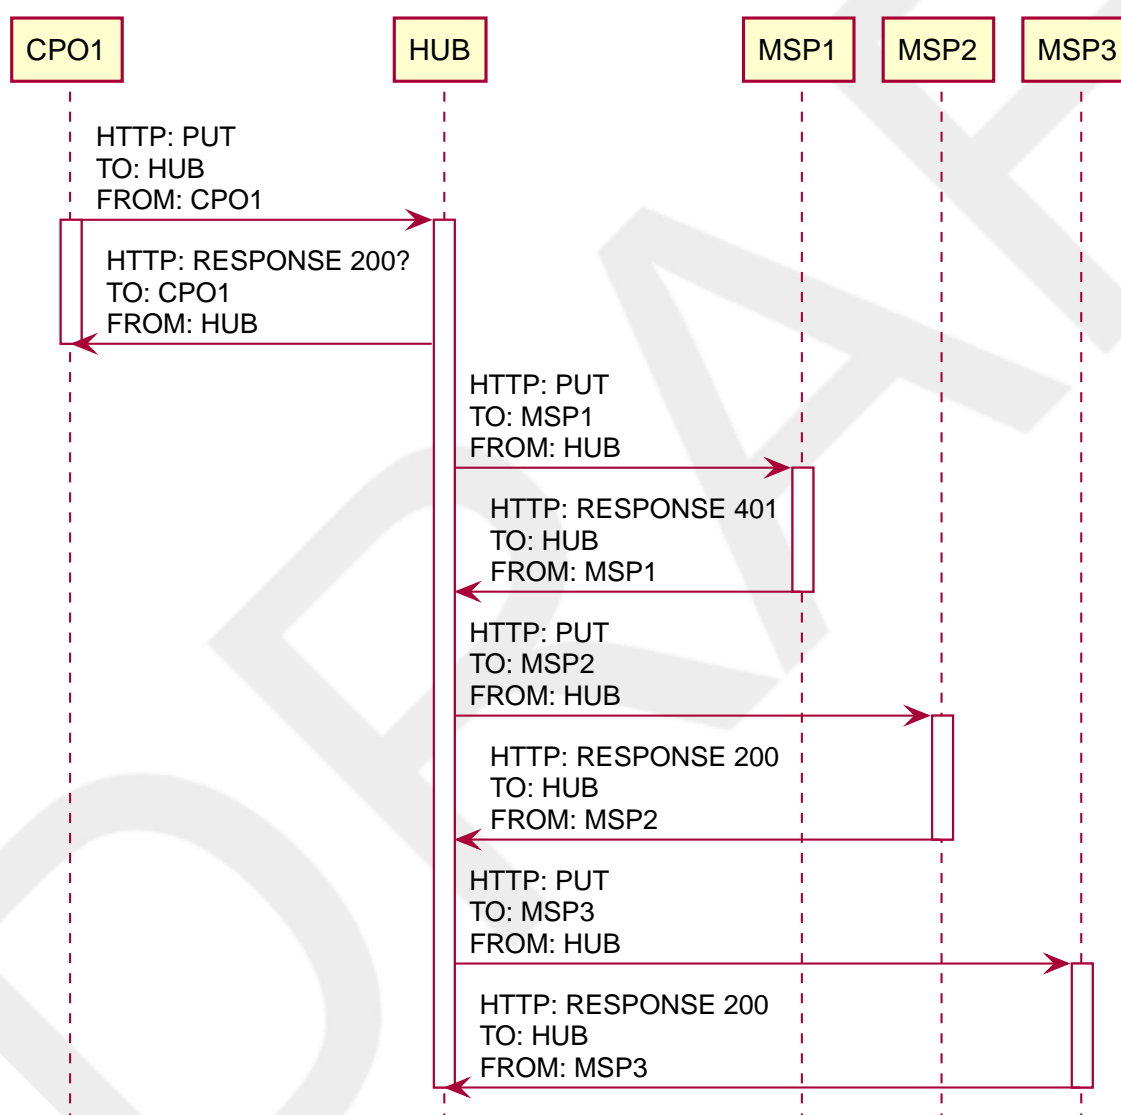 CPO1
HUB
MSP1
MSP2
MSP3
HTTP: PUT
TO: HUB
FROM: CPO1
HTTP: RESPONSE 200?
TO: CPO1
FROM: HUB
HTTP: PUT
TO: MSP1
FROM: HUB
HTTP: RESPONSE 401
TO: HUB
FROM: MSP1
HTTP: PUT
TO: MSP2
FROM: HUB
HTTP: RESPONSE 200
TO: HUB
FROM: MSP2
HTTP: PUT
TO: MSP3
FROM: HUB
HTTP: RESPONSE 200
TO: HUB
FROM: MSP3